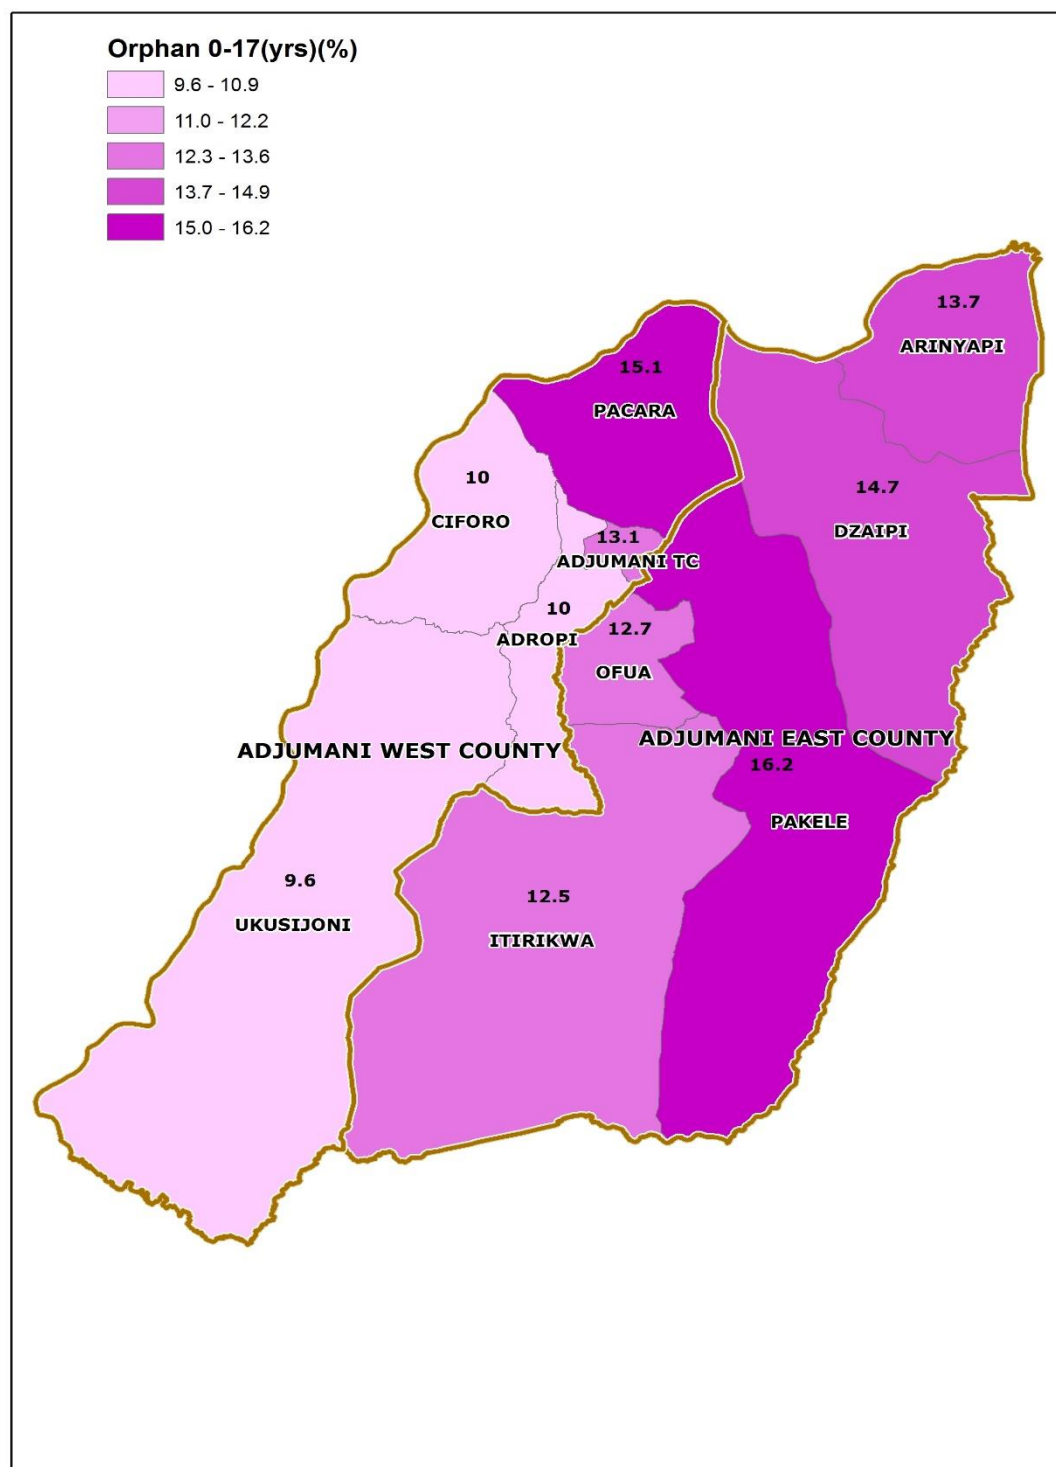 Orphan 0-17(yrs)(%)
9.6 - 10.9
11.0 - 12.2
12.3 - 13.6
13.7 - 14.9
15.0 - 16.2
13.7
ARINYAPI
15.1
PACARA
10
CIFORO
14.7
DZAIPI
13.1
ADJUMANI TC
10
ADROPI
12.7
OFUA
ADJUMANI WEST COUNTY
ADJUMANI EAST COUNTY
16.2
PAKELE
9.6
UKUSIJONI
12.5
ITIRIKWA